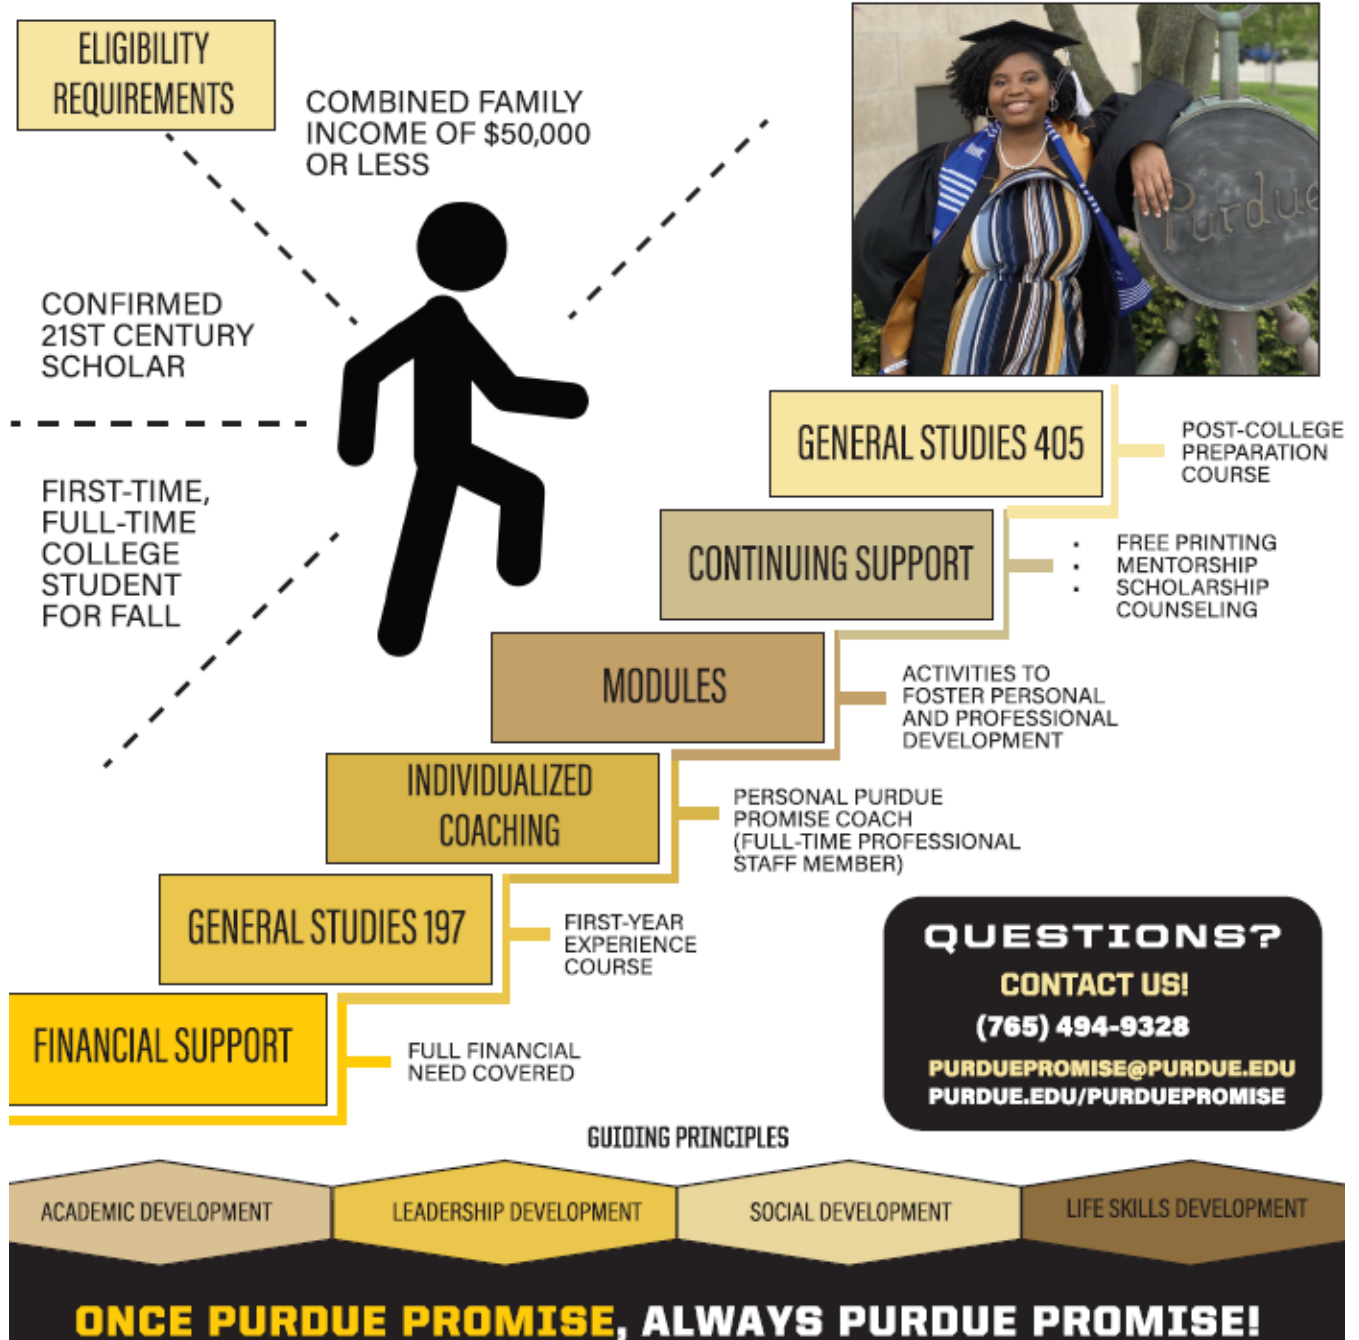 ELIGIBILITY
REQUIREMENTS
COMBINED FAMILY
INCOME OF $50,000
OR LESS
CONFIRMED
21ST CENTURY
SCHOLAR
FIRST-TIME,
FULL-TIME
COLLEGE
STUDENT
FOR FALL
Purdue
GENERAL STUDIES 405
POST-COLLEGE
PREPARATION
COURSE
CONTINUING SUPPORT
▪ FREE PRINTING
▪ MENTORSHIP
▪ SCHOLARSHIP
COUNSELING
MODULES
ACTIVITIES TO
FOSTER PERSONAL
AND PROFESSIONAL
DEVELOPMENT
INDIVIDUALIZED
COACHING
PERSONAL PURDUE
PROMISE COACH
(FULL-TIME PROFESSIONAL
STAFF MEMBER)
GENERAL STUDIES 197
FIRST-YEAR
EXPERIENCE
COURSE
FINANCIAL SUPPORT
FULL FINANCIAL
NEED COVERED
QUESTIONS?
CONTACT US!
(765) 494-9328
PURDUEPROMISE@PURDUE.EDU
PURDUE.EDU/PURDUEPROMISE
GUIDING PRINCIPLES
ACADEMIC DEVELOPMENT
LEADERSHIP DEVELOPMENT
SOCIAL DEVELOPMENT
LIFE SKILLS DEVELOPMENT
ONCE PURDUE PROMISE, ALWAYS PURDUE PROMISE!